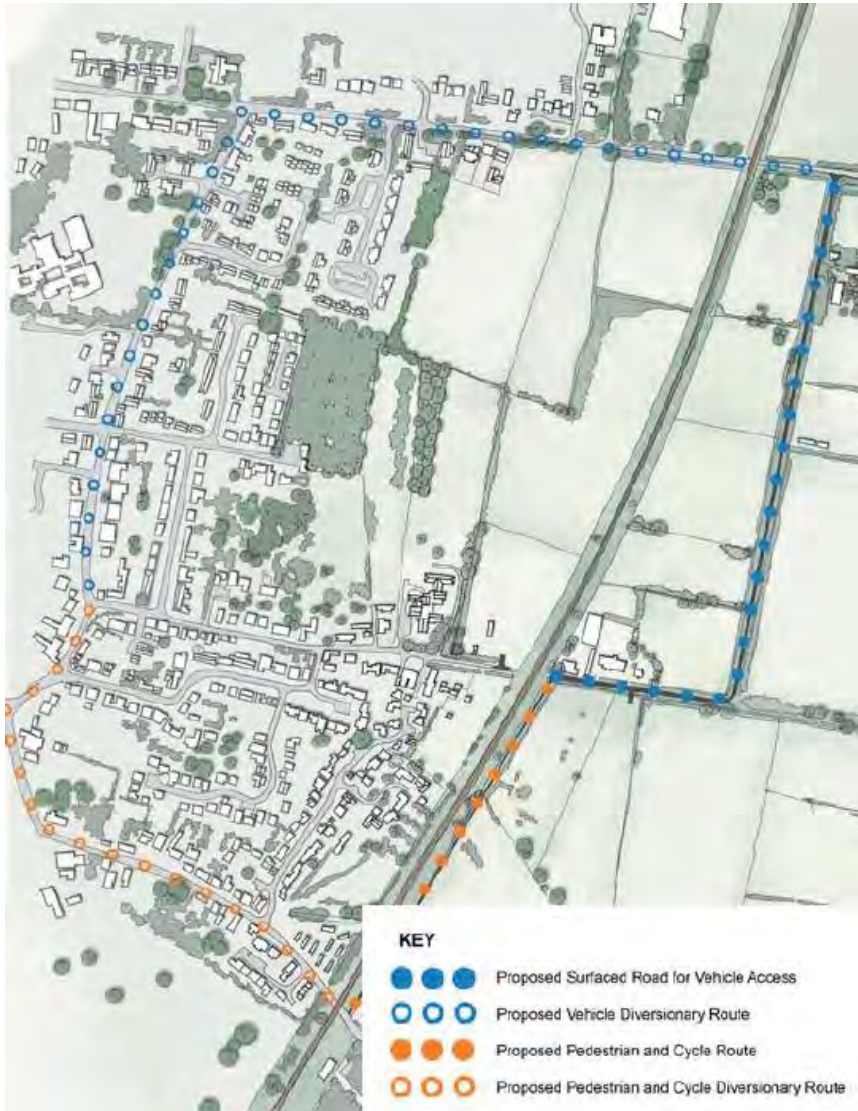 KEY
Proposed Surfaced Road for Vehicle Access
Proposed Vehicle Diversionary Route
Proposed Pedestrian and Cycle Route
Proposed Pedestrian and Cycle Diversionary Route